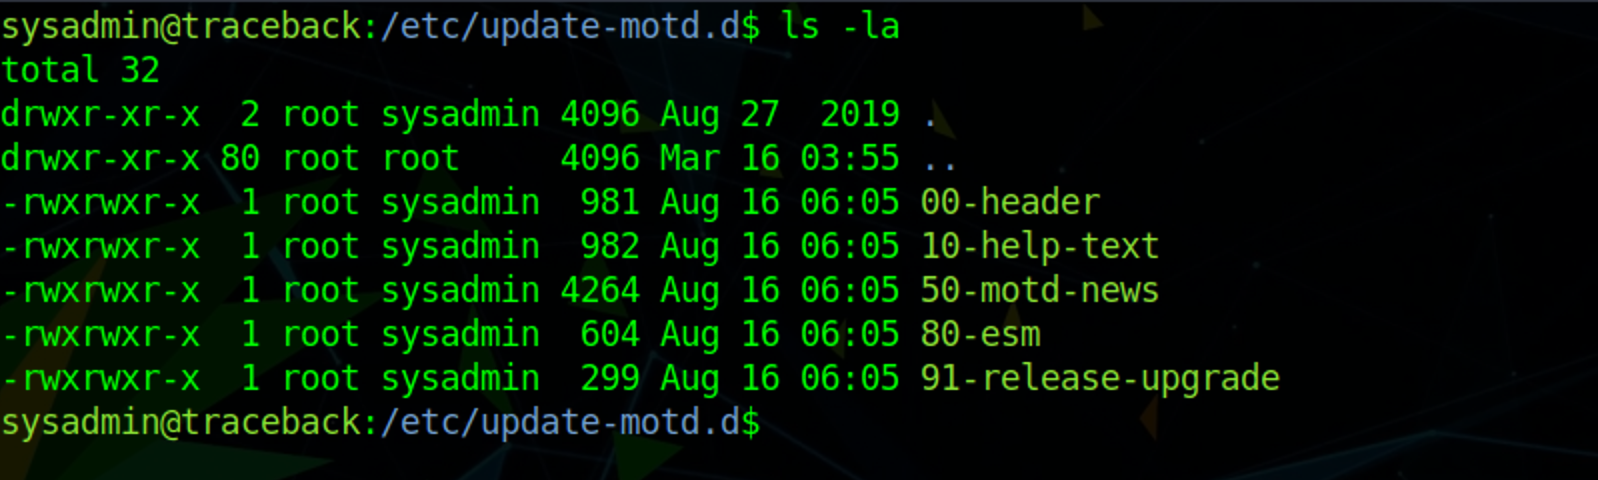 sysadmin@traceback:/etc/update-motd.d$ ls -la
total 32
drwxr-xr-x  2 root sysadmin 4096 Aug 27  2019 .
drwxr-xr-x 80 root root     4096 Mar 16 03:55 ..
-rwxrwxr-x  1 root sysadmin  981 Aug 16 06:05 00-header
-rwxrwxr-x  1 root sysadmin  982 Aug 16 06:05 10-help-text
-rwxrwxr-x  1 root sysadmin 4264 Aug 16 06:05 50-motd-news
-rwxrwxr-x  1 root sysadmin  604 Aug 16 06:05 80-esm
-rwxrwxr-x  1 root sysadmin  299 Aug 16 06:05 91-release-upgrade
sysadmin@traceback:/etc/update-motd.d$